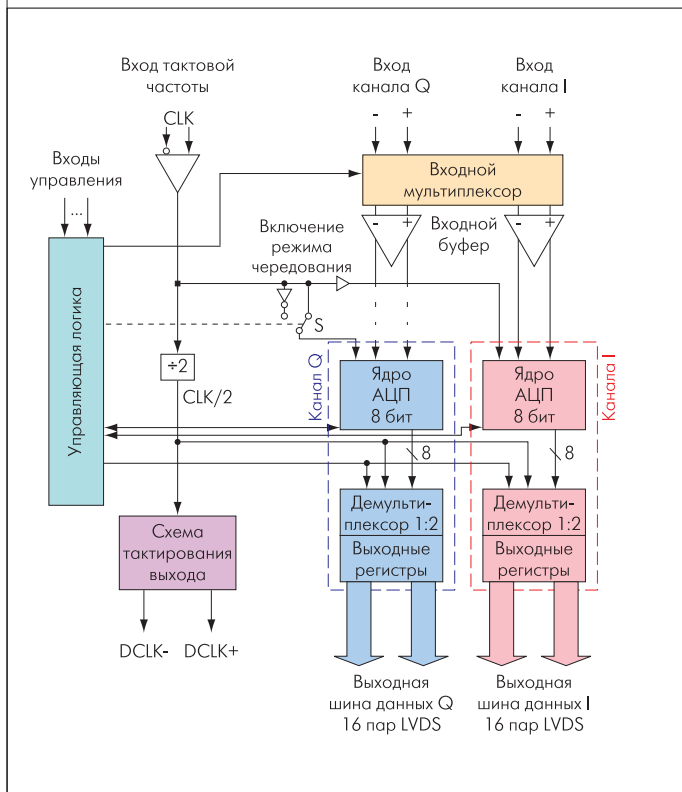 Вход тактовой
частоты
CLK
Вход
канала Q
Вход
канала I
- +
- +
Входы
управления
...
Входной
мультиплексор
- +
Входной
буфер
- +
Включение
режима
чередования
S
Управляющая логика
÷2
CLK/2
Канал Q
Ядро
АЦП
8 бит
Ядро
АЦП
8 бит
Канала I
8
8
Схема
тактирования
выхода
Демульти-
плексор 1:2
Выходные
регистры
Демульти-
плексор 1:2
Выходные
регистры
DCLK- DCLK+
Выходная
шина данных Q
16 пар LVDS
Выходная
шина данных I
16 пар LVDS